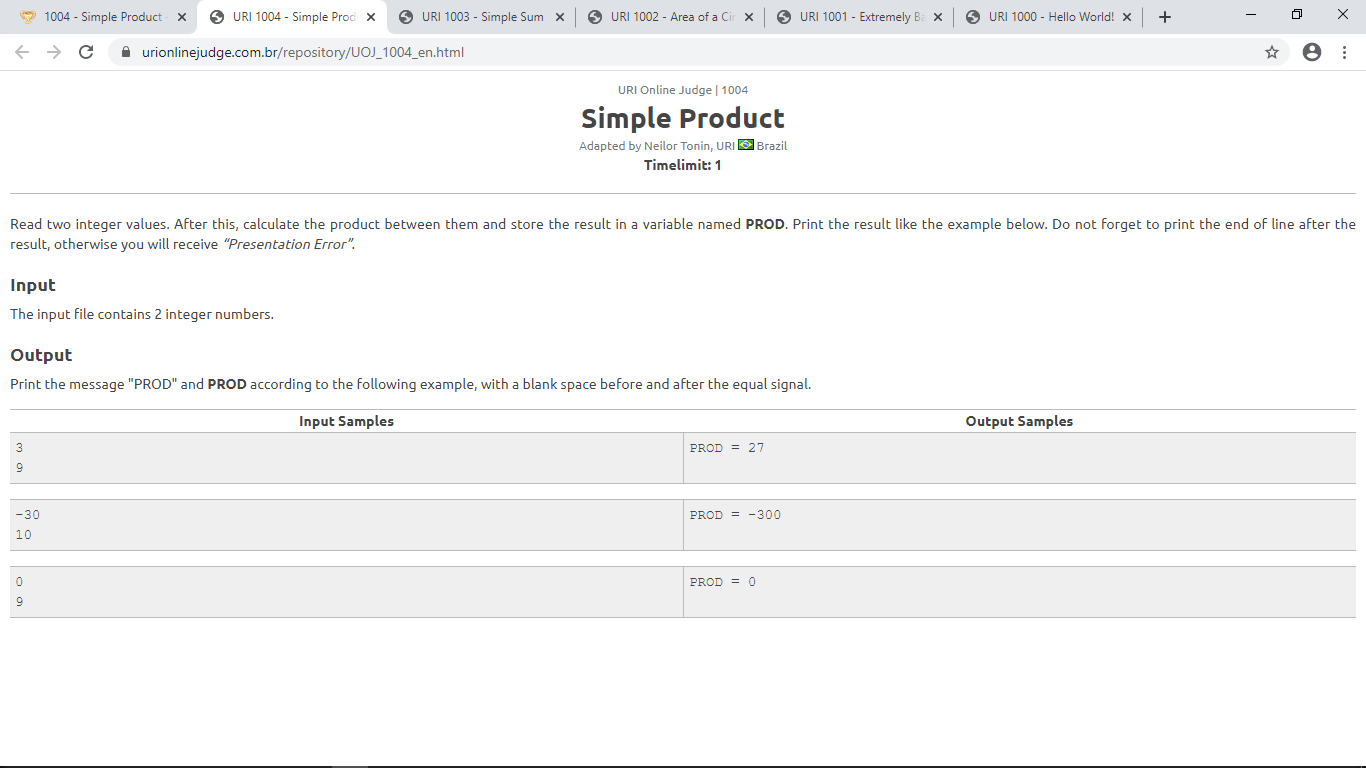 1004 - Simple Product
URI 1004 - Simple Prod
URI 1003 - Simple Sum
URI 1002 - Area of a Cir
URI 1001 - Extremely Ba
URI 1000 - Hello World!
urionlinejudge.com.br/repository/UOJ_1004_en.html
URI Online Judge | 1004
Simple Product
Adapted by Neilor Tonin, URI Brazil
Timelimit: 1
Read two integer values. After this, calculate the product between them and store the result in a variable named PROD. Print the result like the example below. Do not forget to print the end of line after the
result, otherwise you will receive “Presentation Error”.
Input
The input file contains 2 integer numbers.
Output
Print the message "PROD" and PROD according to the following example, with a blank space before and after the equal signal.
Input Samples Output Samples
3 PROD = 27
9
-30 PROD = -300
10
0 PROD = 0
9